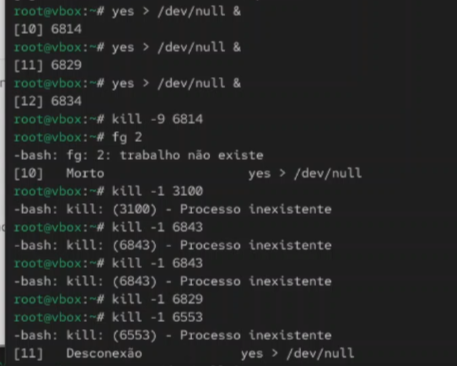 root@vbox:~# yes > /dev/null &
[10] 6814
root@vbox:~# yes > /dev/null &
[11] 6829
root@vbox:~# yes > /dev/null &
[12] 6834
root@vbox:~# kill -9 6814
root@vbox:~# fg 2
-bash: fg: 2: trabalho não existe
[10]   Morto                   yes > /dev/null
root@vbox:~# kill -1 3100
-bash: kill: (3100) - Processo inexistente
root@vbox:~# kill -1 6843
-bash: kill: (6843) - Processo inexistente
root@vbox:~# kill -1 6843
-bash: kill: (6843) - Processo inexistente
root@vbox:~# kill -1 6829
root@vbox:~# kill -1 6553
-bash: kill: (6553) - Processo inexistente
[11]   Desconexão              yes > /dev/null